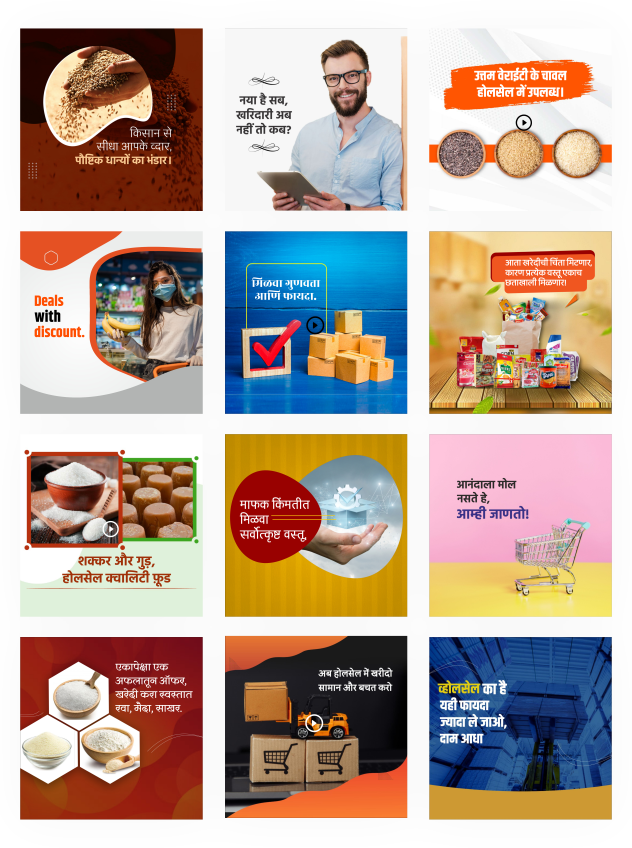 किसान से
सीधा आपके व्दार,
पौष्टिक धान्यों का भंडार।
नया है सब,
खरिदारी अब
नहीं तो कब?
उत्तम वेराईटी के चावल
होलसेल में उपलब्ध।
Deals
with
discount.
मिळवा गुणवता
आणि फायदा.
आता खरेदीची चिंता मिटणार,
कारण प्रत्येक वस्तू एकाच
छताखाली मिळणार!
शक्कर और गुड़,
होलसेल क्वालिटी फ़ूड
माफक किंमतीत
मिळवा
सर्वोत्कृष्ट वस्तू.
आनंदाला मोल
नसते हे,
आम्ही जाणतो!
एकापेक्षा एक
अफलातून ऑफर,
खरेदी करा स्वस्तात
रवा, मैदा, साखर.
अब होलसेल में खरीदो
सामान और बचत करो
व्होलसेल का है
यही फायदा
ज्यादा ले जाओ,
दाम आधा